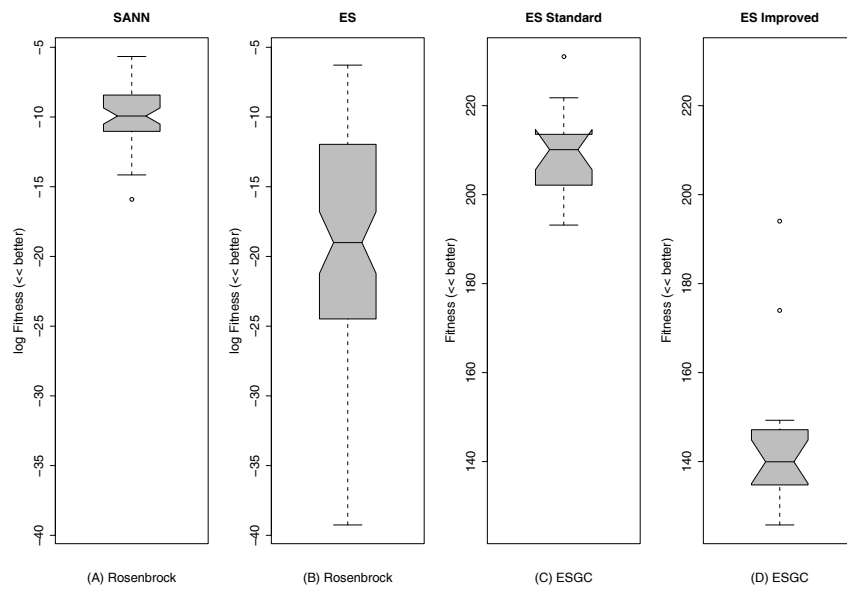 SANN
ES
ES Standard
ES Improved
log Fitness (<< better)
−5
−10
−15
−20
−25
−30
−35
−40
(A) Rosenbrock
log Fitness (<< better)
−5
−10
−15
−20
−25
−30
−35
−40
(B) Rosenbrock
Fitness (<< better)
220
200
180
160
140
(C) ESGC
Fitness (<< better)
220
200
180
160
140
(D) ESGC